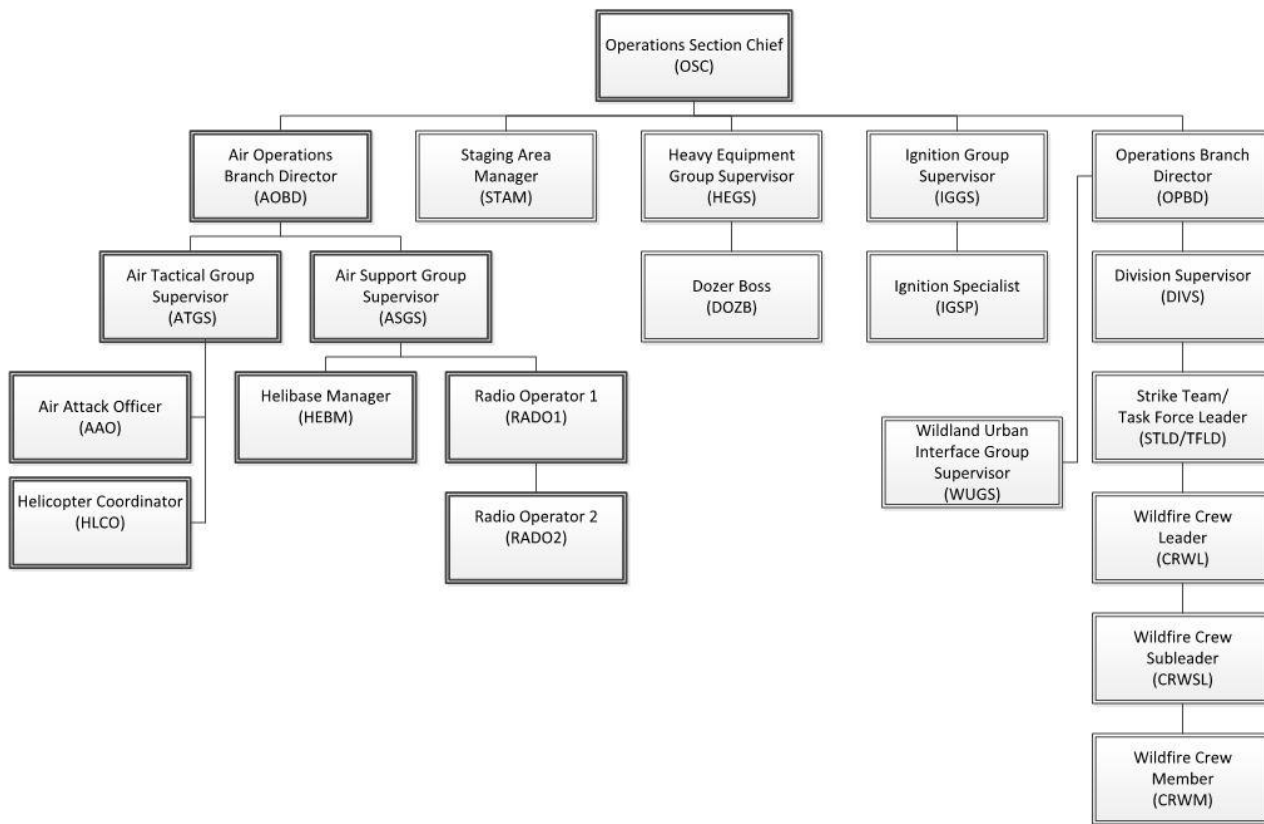 Operations Section Chief
(OSC)
Air Operations
Branch Director
(AOBD)
Staging Area
Manager
(STAM)
Heavy Equipment
Group Supervisor
(HEGS)
Ignition Group
Supervisor
(IGGS)
Operations Branch
Director
(OPBD)
Air Tactical Group
Supervisor
(ATGS)
Air Support Group
Supervisor
(ASGS)
Dozer Boss
(DOZB)
Ignition Specialist
(IGSP)
Division Supervisor
(DIVS)
Air Attack Officer
(AAO)
Helibase Manager
(HEBM)
Radio Operator 1
(RADO1)
Strike Team/
Task Force Leader
(STLD/TFLD)
Wildland Urban
Interface Group
Supervisor
(WUGS)
Helicopter Coordinator
(HLCO)
Radio Operator 2
(RADO2)
Wildfire Crew
Leader
(CRWL)
Wildfire Crew
Subleader
(CRWSL)
Wildfire Crew
Member
(CRWM)